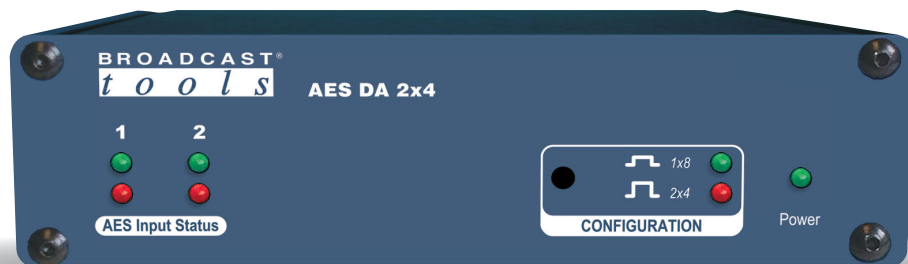 BROADCAST®
tools
AES DA 2x4
1 2
1x8
2x4
AES Input Status
CONFIGURATION
Power